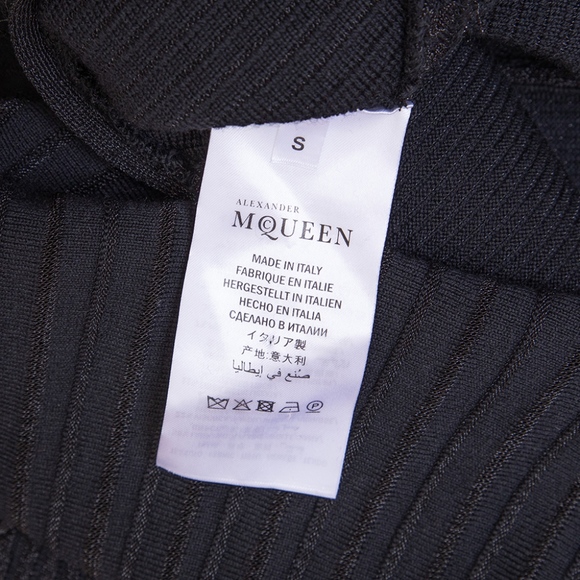 S
ALEXANDER
McQUEEN
MADE IN ITALY
FABRIQUE EN ITALIE
HERGESTELLT IN ITALIEN
HECHO EN ITALIA
СДЕЛАНО В ИТАЛИИ
イタリア製
产地:意大利
صُنع في إيطاليا
P